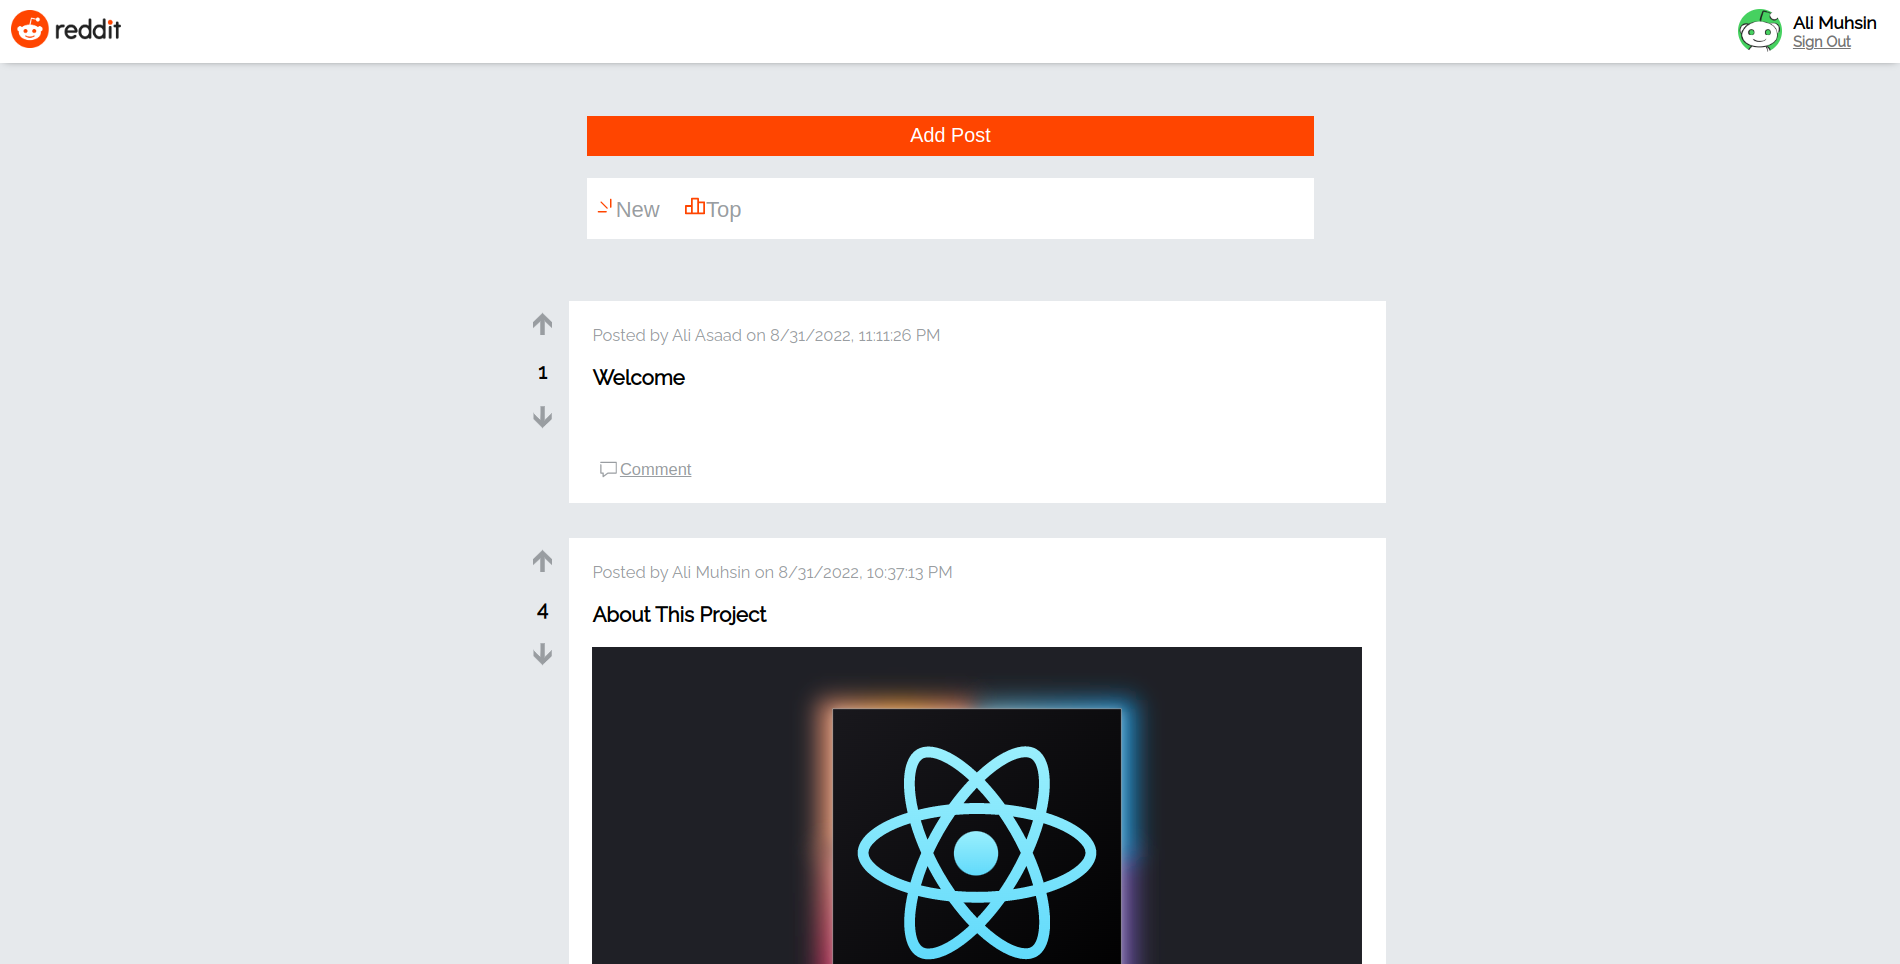 reddit
Ali Muhsin
Sign Out
Add Post
New Top
Posted by Ali Asaad on 8/31/2022, 11:11:26 PM
1
Welcome
Comment
Posted by Ali Muhsin on 8/31/2022, 10:37:13 PM
4
About This Project